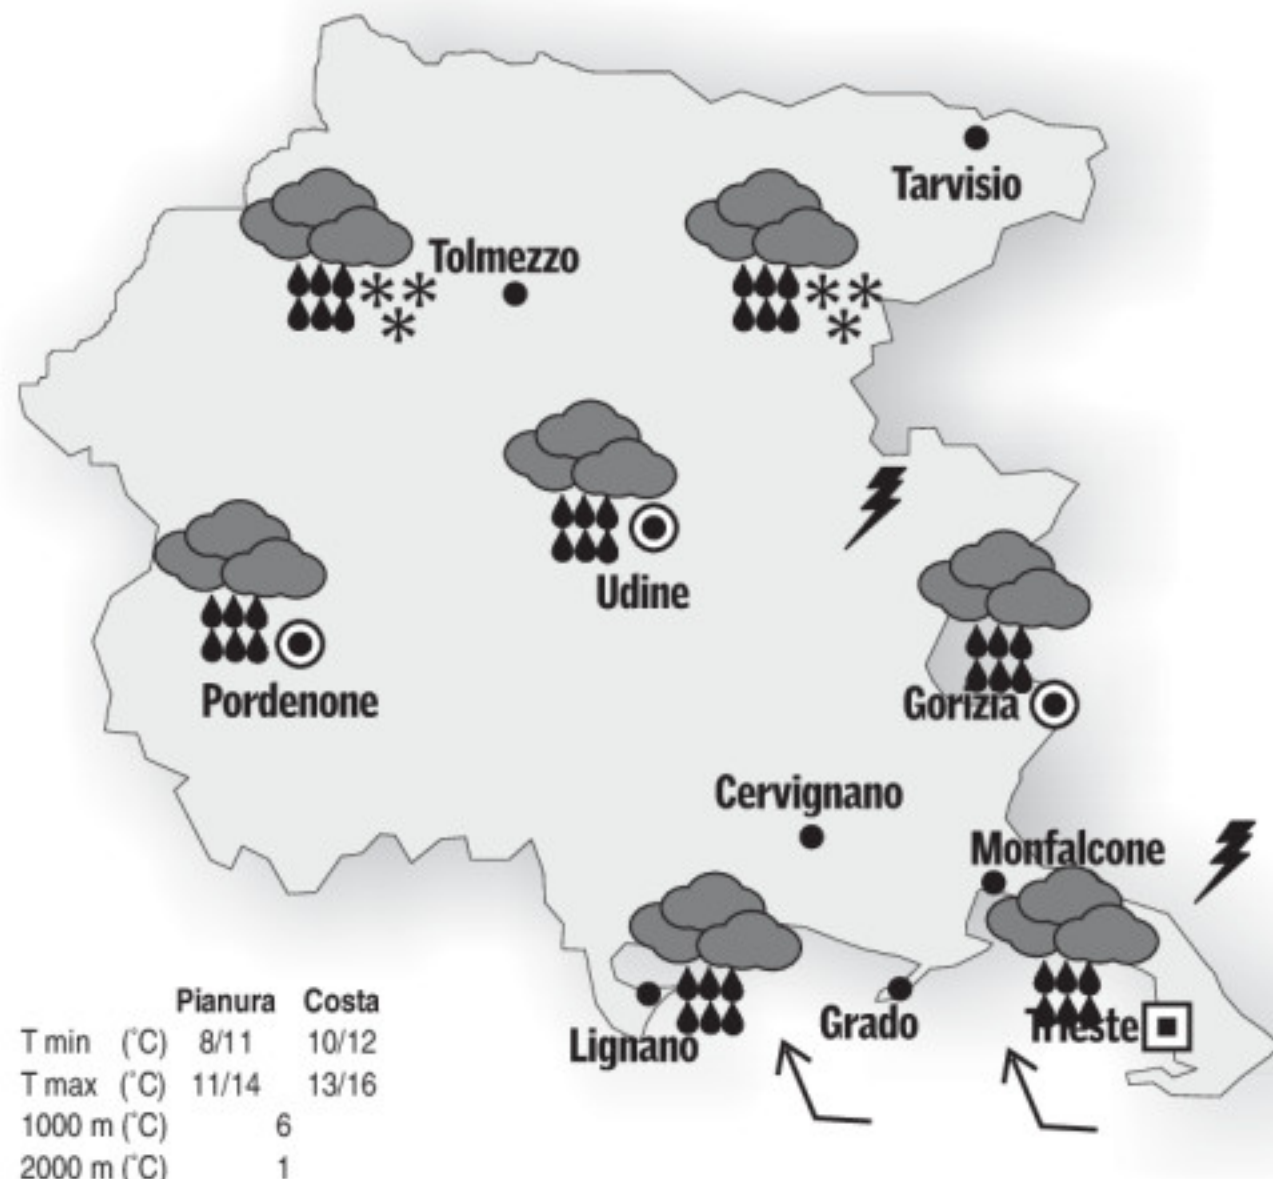 Tarvisio
Tolmezzo
Udine
Pordenone
Gorizia
Cervignano
Monfalcone
Lignano
Grado
Trieste
Pianura Costa
T min (°C) 8/11 10/12
T max (°C) 11/14 13/16
1000 m (°C) 6
2000 m (°C) 1